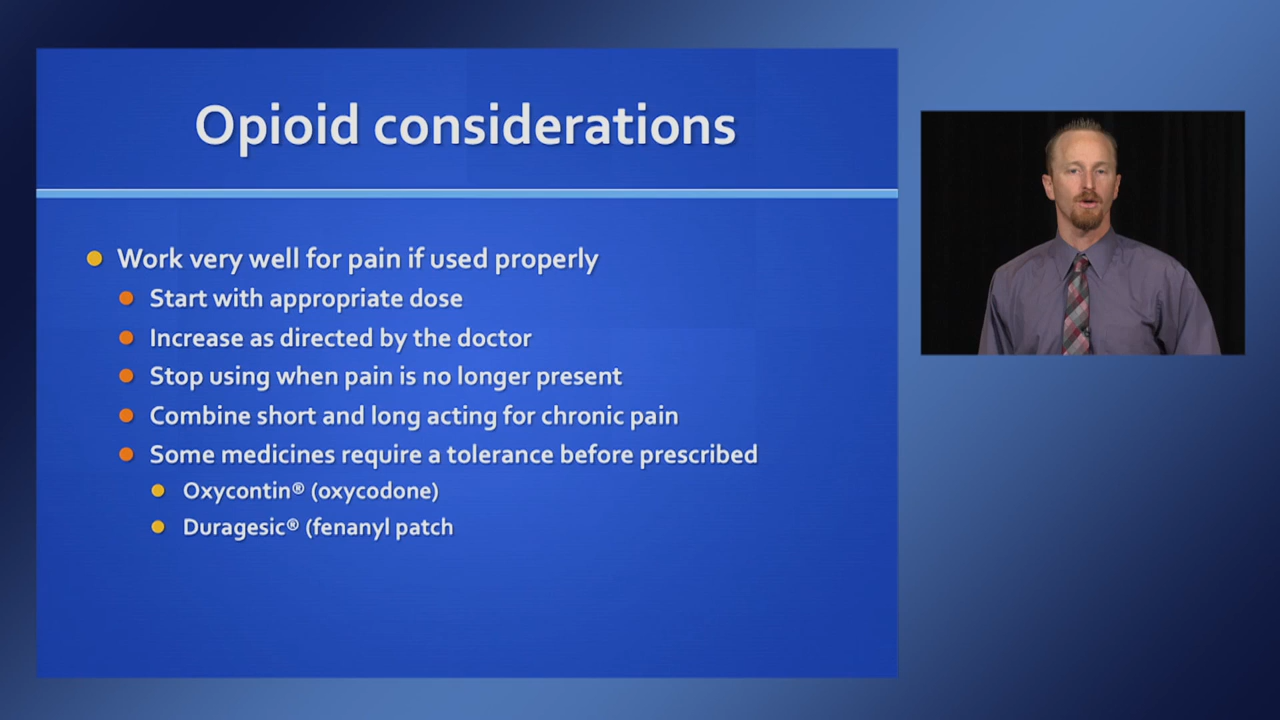 Opioid considerations
Work very well for pain if used properly
Start with appropriate dose
Increase as directed by the doctor
Stop using when pain is no longer present
Combine short and long acting for chronic pain
Some medicines require a tolerance before prescribed
Oxycontin® (oxycodone)
Duragesic® (fenanyl patch